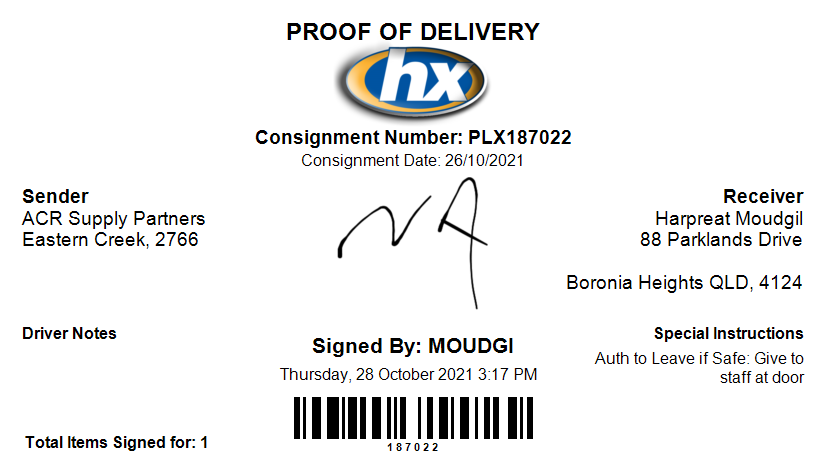 PROOF OF DELIVERY
hx
Consignment Number: PLX187022
Consignment Date: 26/10/2021
Sender
ACR Supply Partners
Eastern Creek, 2766
NA
Receiver
Harpreat Moudgil
88 Parklands Drive
Boronia Heights QLD, 4124
Driver Notes
Signed By: MOUDGI
Thursday, 28 October 2021 3:17 PM
Special Instructions
Auth to Leave if Safe: Give to
staff at door
187022
Total Items Signed for: 1